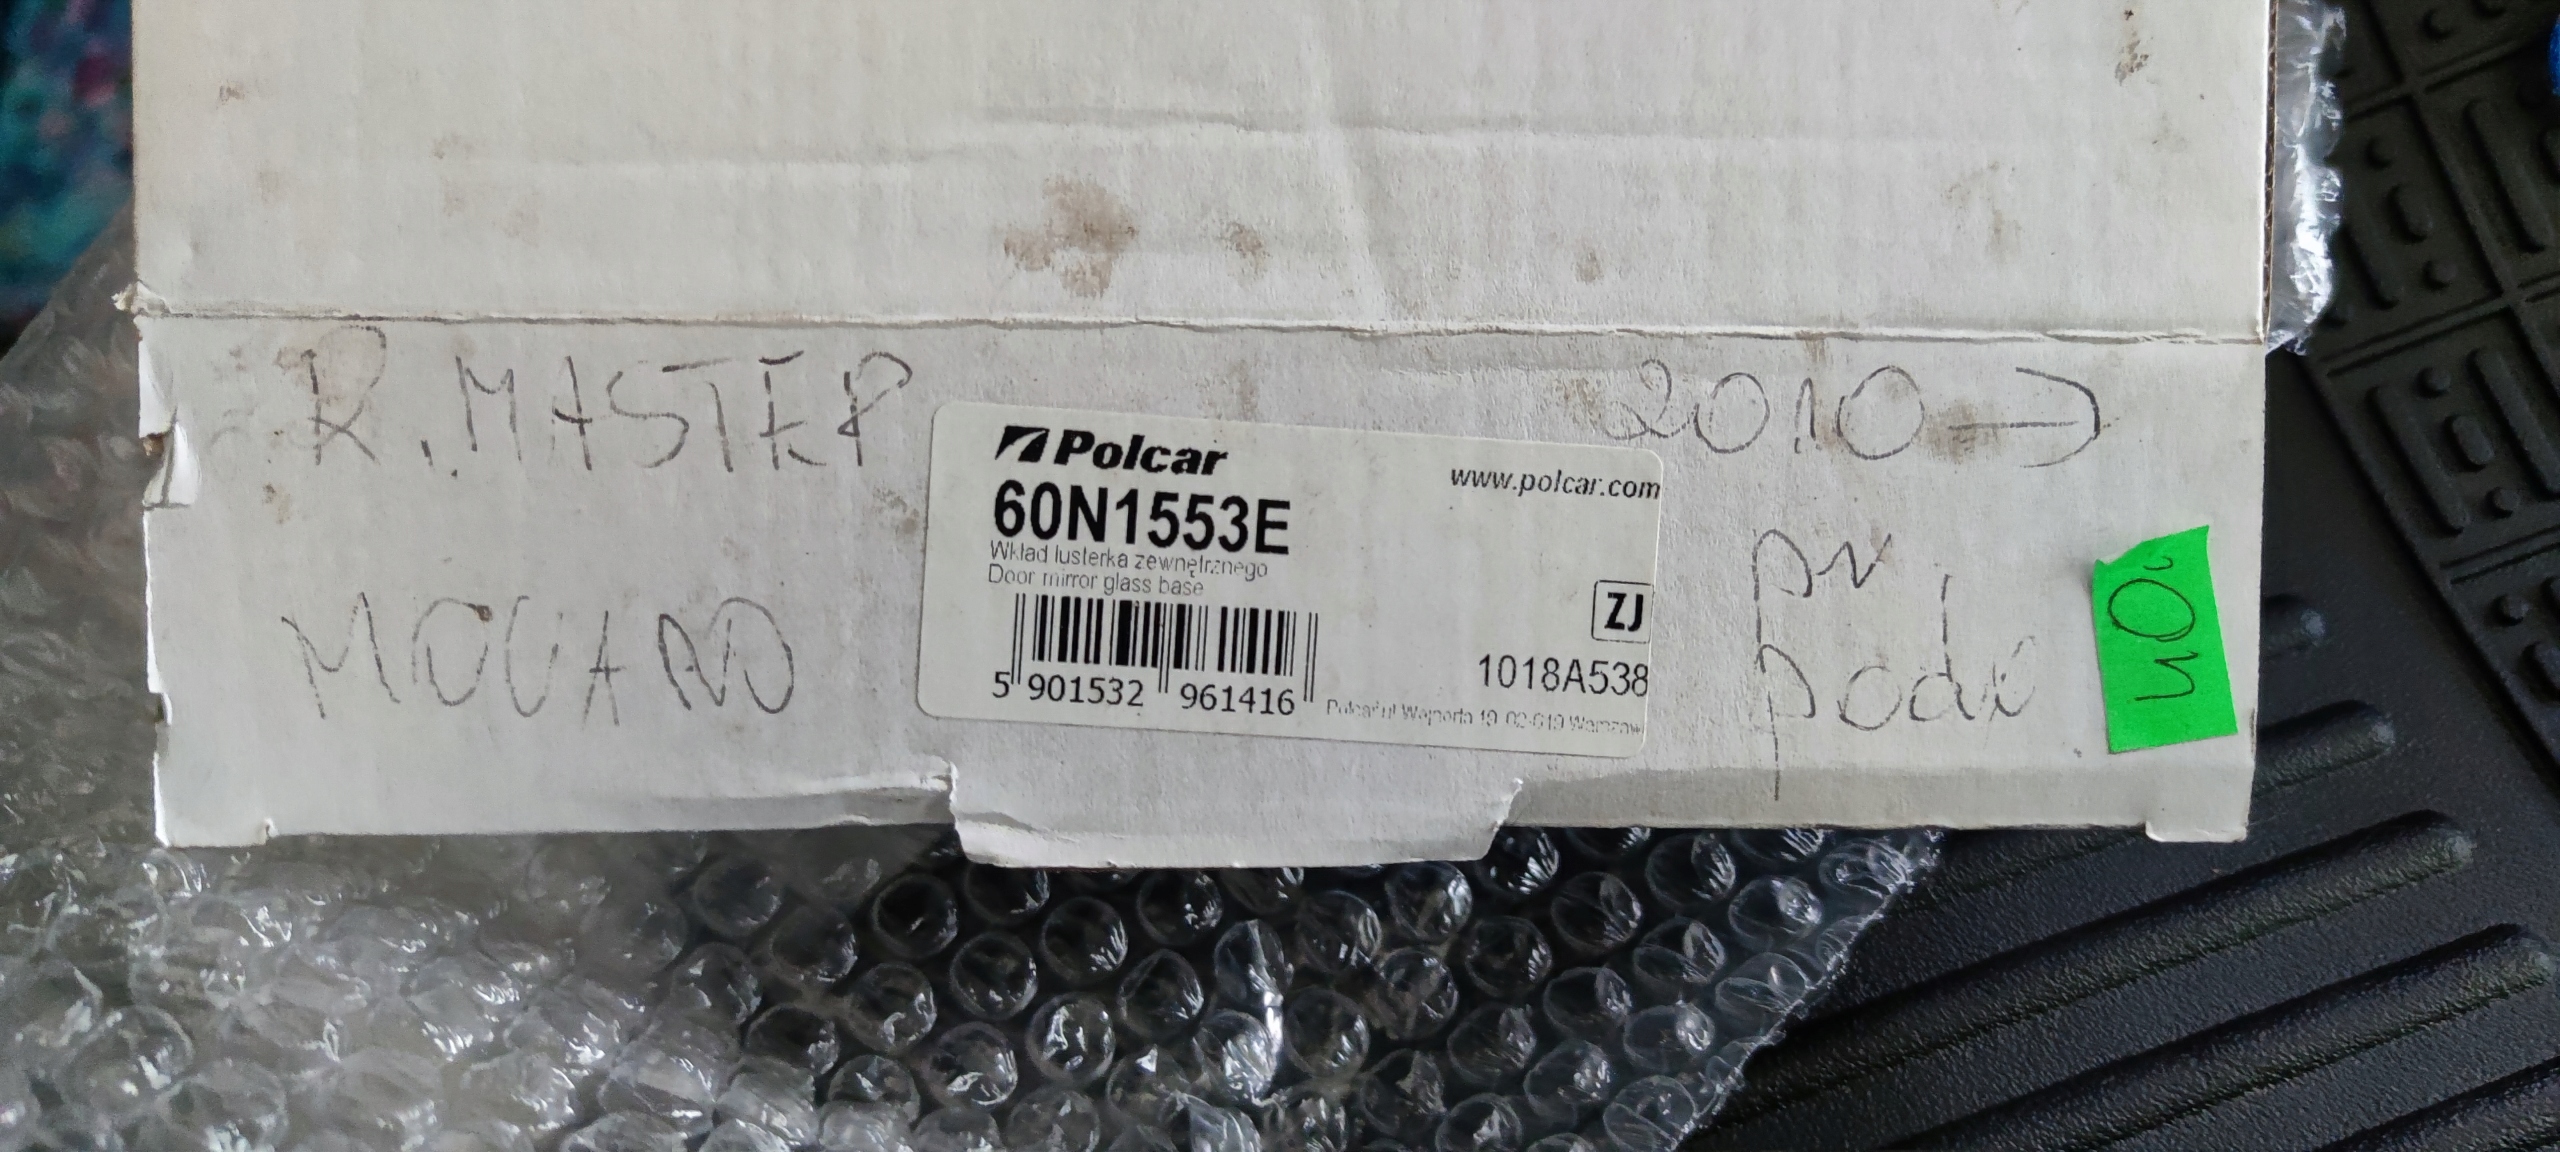 R. MASTER
2010 →
Polcar
www.polcar.com
60N1553E
Wkład lusterka zewnętrznego
Door mirror glass base
ZJ
1018A538
5 901532 961416
MOVANO
40